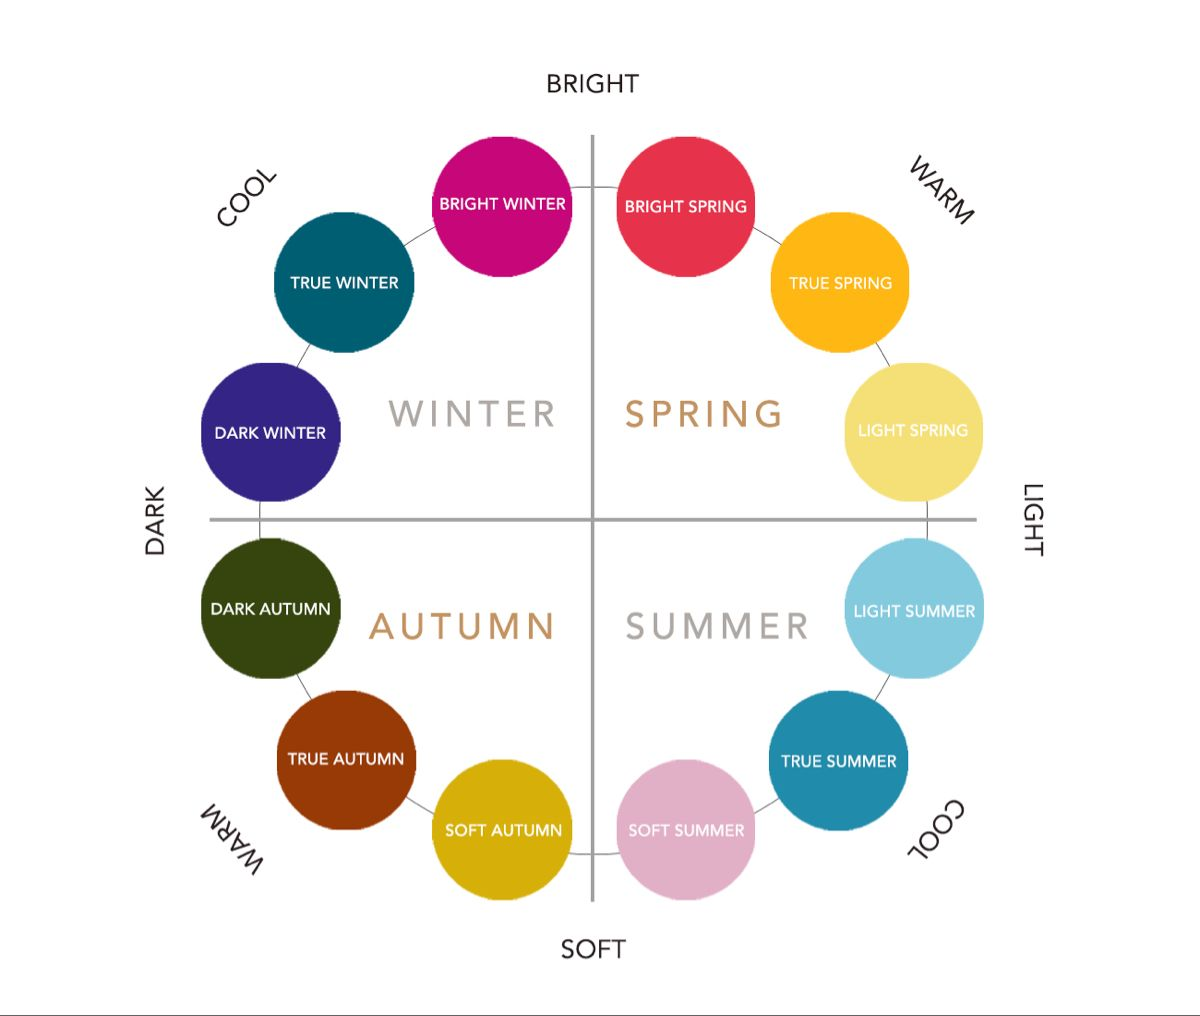 BRIGHT
COOL
WARM
BRIGHT WINTER
BRIGHT SPRING
TRUE WINTER
TRUE SPRING
DARK WINTER
WINTER
SPRING
LIGHT SPRING
DARK
LIGHT
DARK AUTUMN
AUTUMN
SUMMER
LIGHT SUMMER
TRUE AUTUMN
TRUE SUMMER
SOFT AUTUMN
SOFT SUMMER
WARM
COOL
SOFT